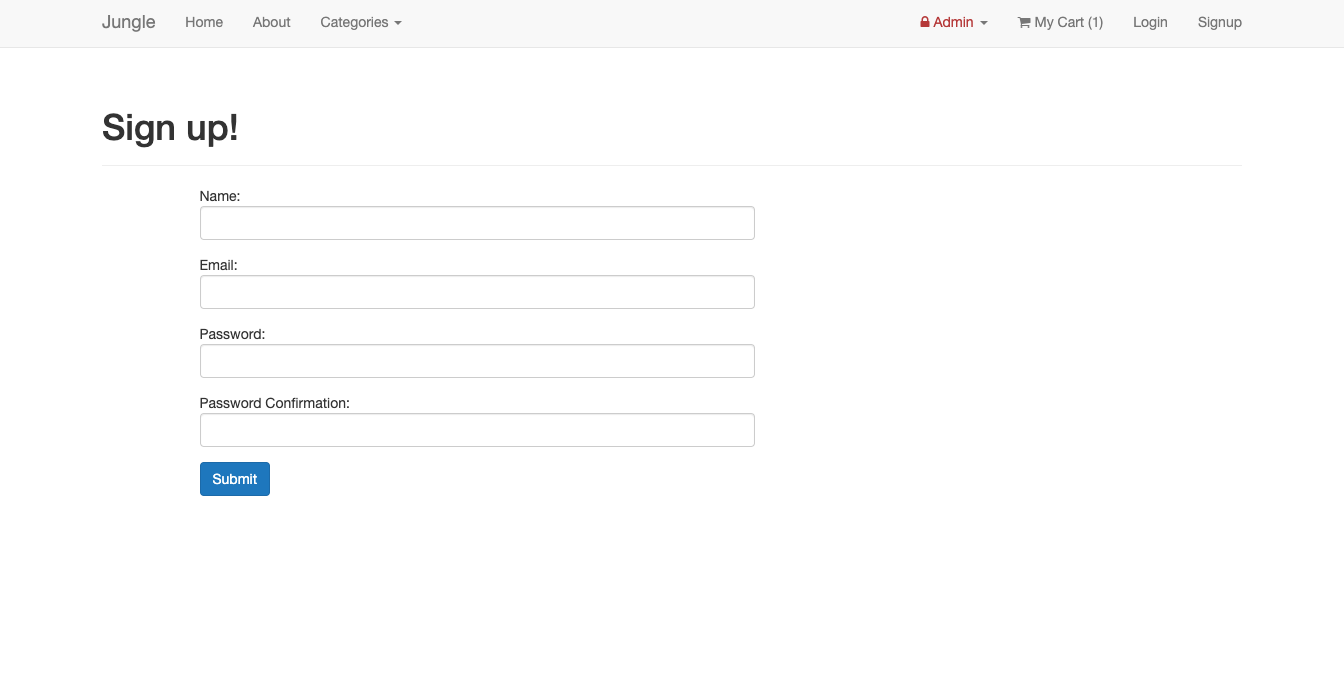 Jungle Home About Categories Admin My Cart (1) Login Signup
Sign up!
Name:
Email:
Password:
Password Confirmation:
Submit